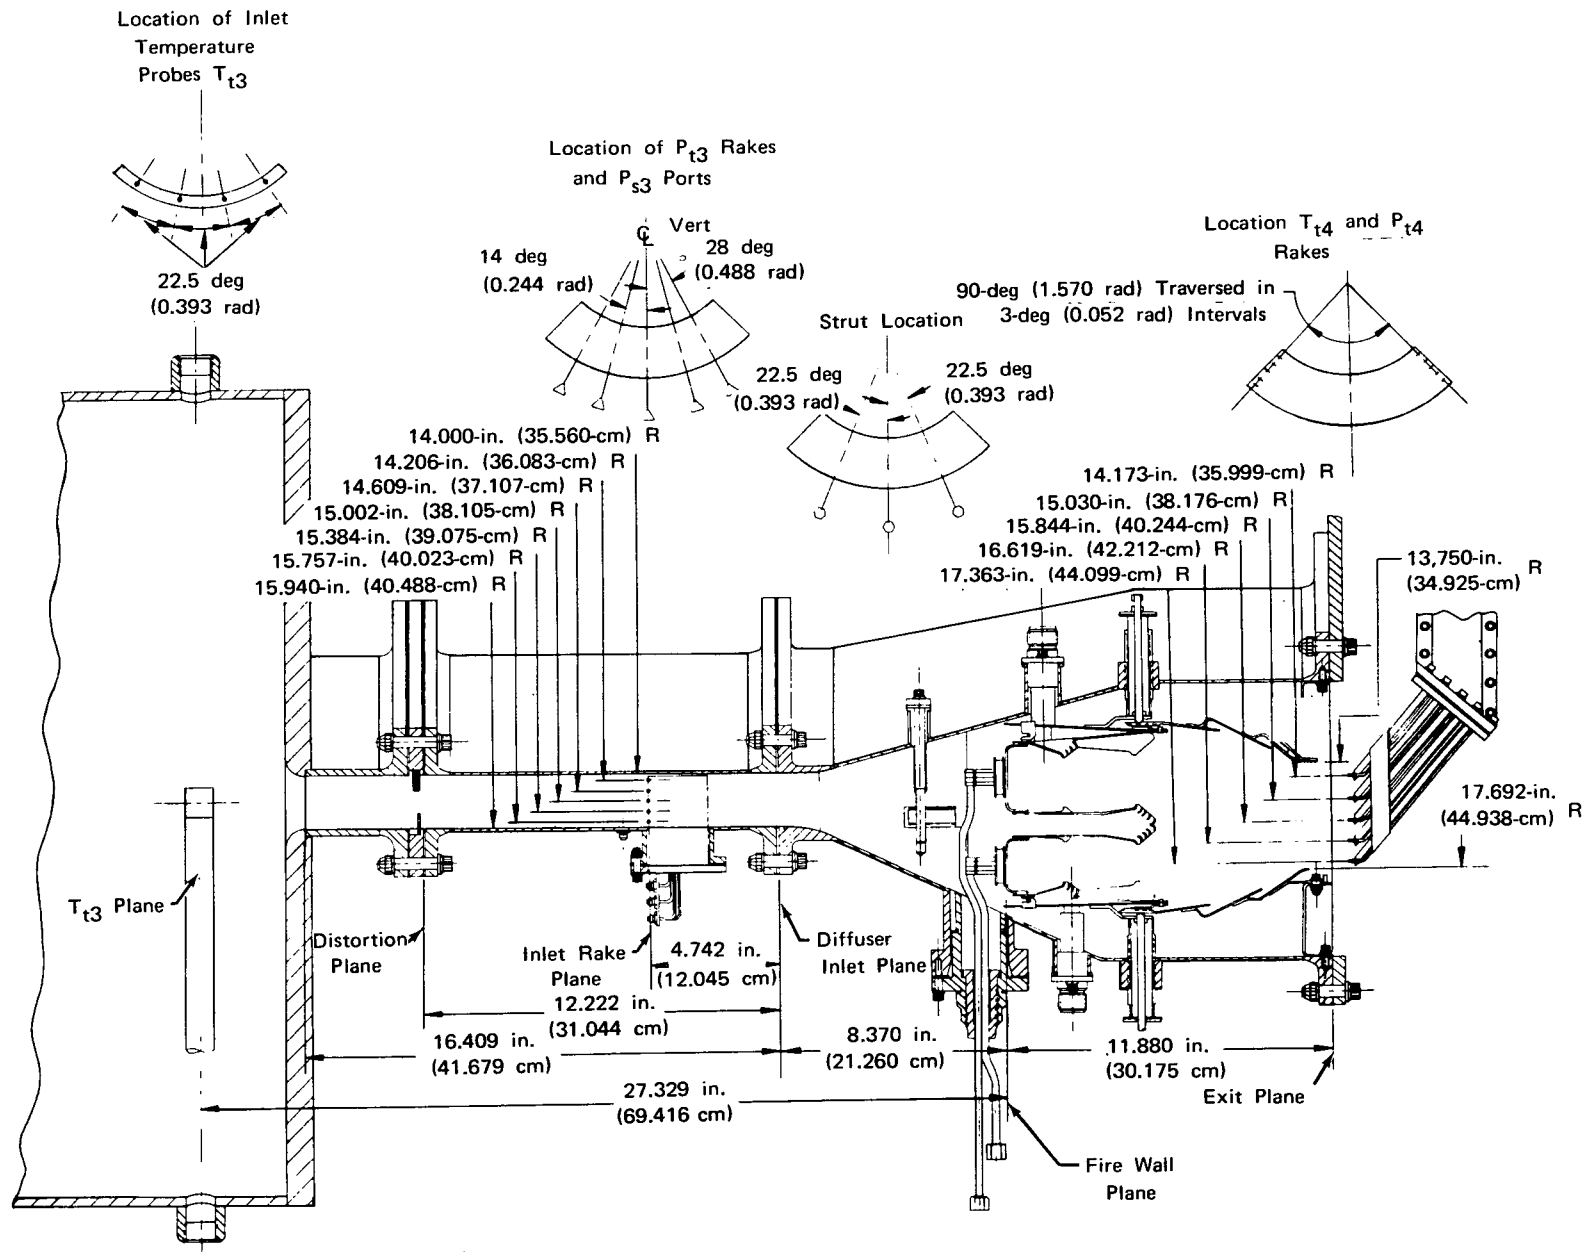 Location of Inlet
Temperature
Probes Tt3
22.5 deg
(0.393 rad)
Location of Pt3 Rakes
and Ps3 Ports
℄ Vert
14 deg
(0.244 rad)
28 deg
(0.488 rad)
Strut Location
22.5 deg
(0.393 rad)
22.5 deg
(0.393 rad)
Location Tt4 and Pt4
Rakes
90-deg (1.570 rad) Traversed in
3-deg (0.052 rad) Intervals
14.000-in. (35.560-cm) R
14.206-in. (36.083-cm) R
14.609-in. (37.107-cm) R
15.002-in. (38.105-cm) R
15.384-in. (39.075-cm) R
15.757-in. (40.023-cm) R
15.940-in. (40.488-cm) R
14.173-in. (35.999-cm) R
15.030-in. (38.176-cm) R
15.844-in. (40.244-cm) R
16.619-in. (42.212-cm) R
17.363-in. (44.099-cm) R
13,750-in.
(34.925-cm) R
17.692-in.
(44.938-cm) R
Tt3 Plane
Distortion
Plane
Inlet Rake
Plane
4.742 in.
(12.045 cm)
Diffuser
Inlet Plane
12.222 in.
(31.044 cm)
16.409 in.
(41.679 cm)
8.370 in.
(21.260 cm)
11.880 in.
(30.175 cm)
Exit Plane
27.329 in.
(69.416 cm)
Fire Wall
Plane